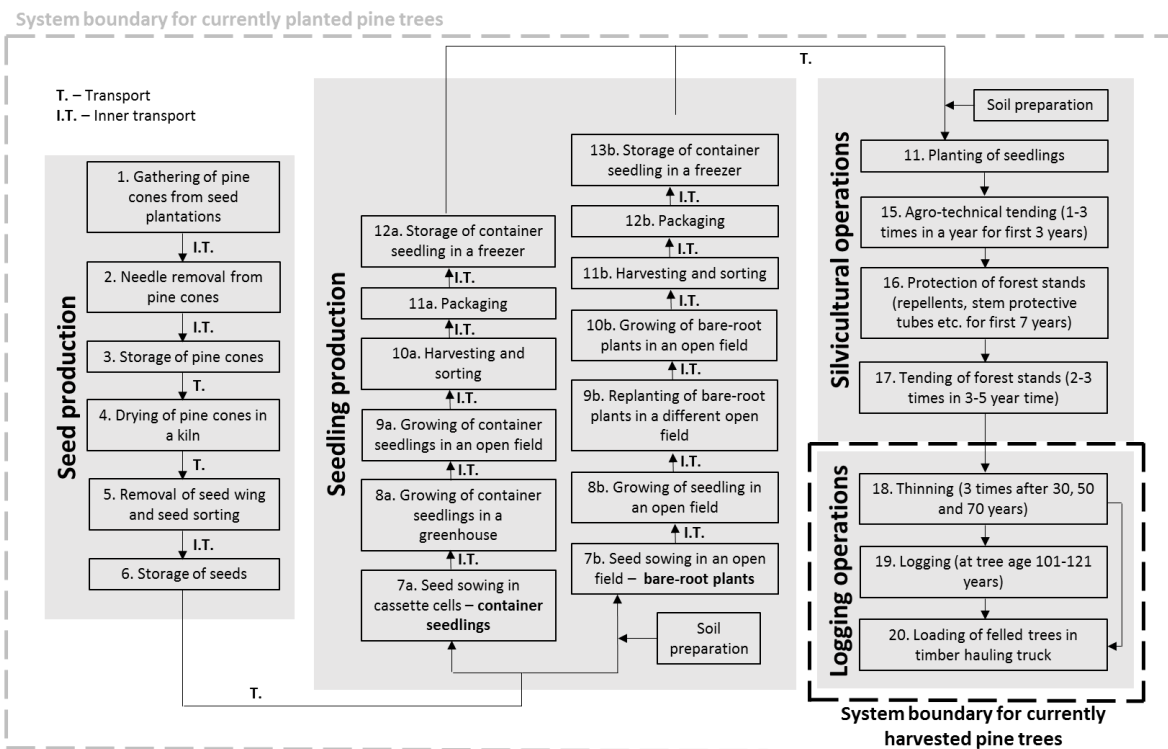 System boundary for currently planted pine trees
T. – Transport
I.T. – Inner transport
Seed production
1. Gathering of pine
cones from seed
plantations
I.T.
2. Needle removal from
pine cones
I.T.
3. Storage of pine cones
T.
4. Drying of pine cones in
a kiln
T.
5. Removal of seed wing
and seed sorting
I.T.
6. Storage of seeds
T.
Seedling production
12a. Storage of container
seedling in a freezer
I.T.
11a. Packaging
I.T.
10a. Harvesting and
sorting
I.T.
9a. Growing of container
seedlings in an open field
I.T.
8a. Growing of container
seedlings in a
greenhouse
I.T.
7a. Seed sowing in
cassette cells – container
seedlings
13b. Storage of container
seedling in a freezer
I.T.
12b. Packaging
I.T.
11b. Harvesting and sorting
I.T.
10b. Growing of bare-root
plants in an open field
I.T.
9b. Replanting of bare-root
plants in a different open
field
I.T.
8b. Growing of seedling in
an open field
I.T.
7b. Seed sowing in an open
field – bare-root plants
Soil
preparation
T.
Silvicultural operations
Soil preparation
11. Planting of seedlings
15. Agro-technical tending (1-3
times in a year for first 3 years)
16. Protection of forest stands
(repellents, stem protective
tubes etc. for first 7 years)
17. Tending of forest stands (2-3
times in 3-5 year time)
Logging operations
18. Thinning (3 times after 30, 50
and 70 years)
19. Logging (at tree age 101-121
years)
20. Loading of felled trees in
timber hauling truck
System boundary for currently
harvested pine trees